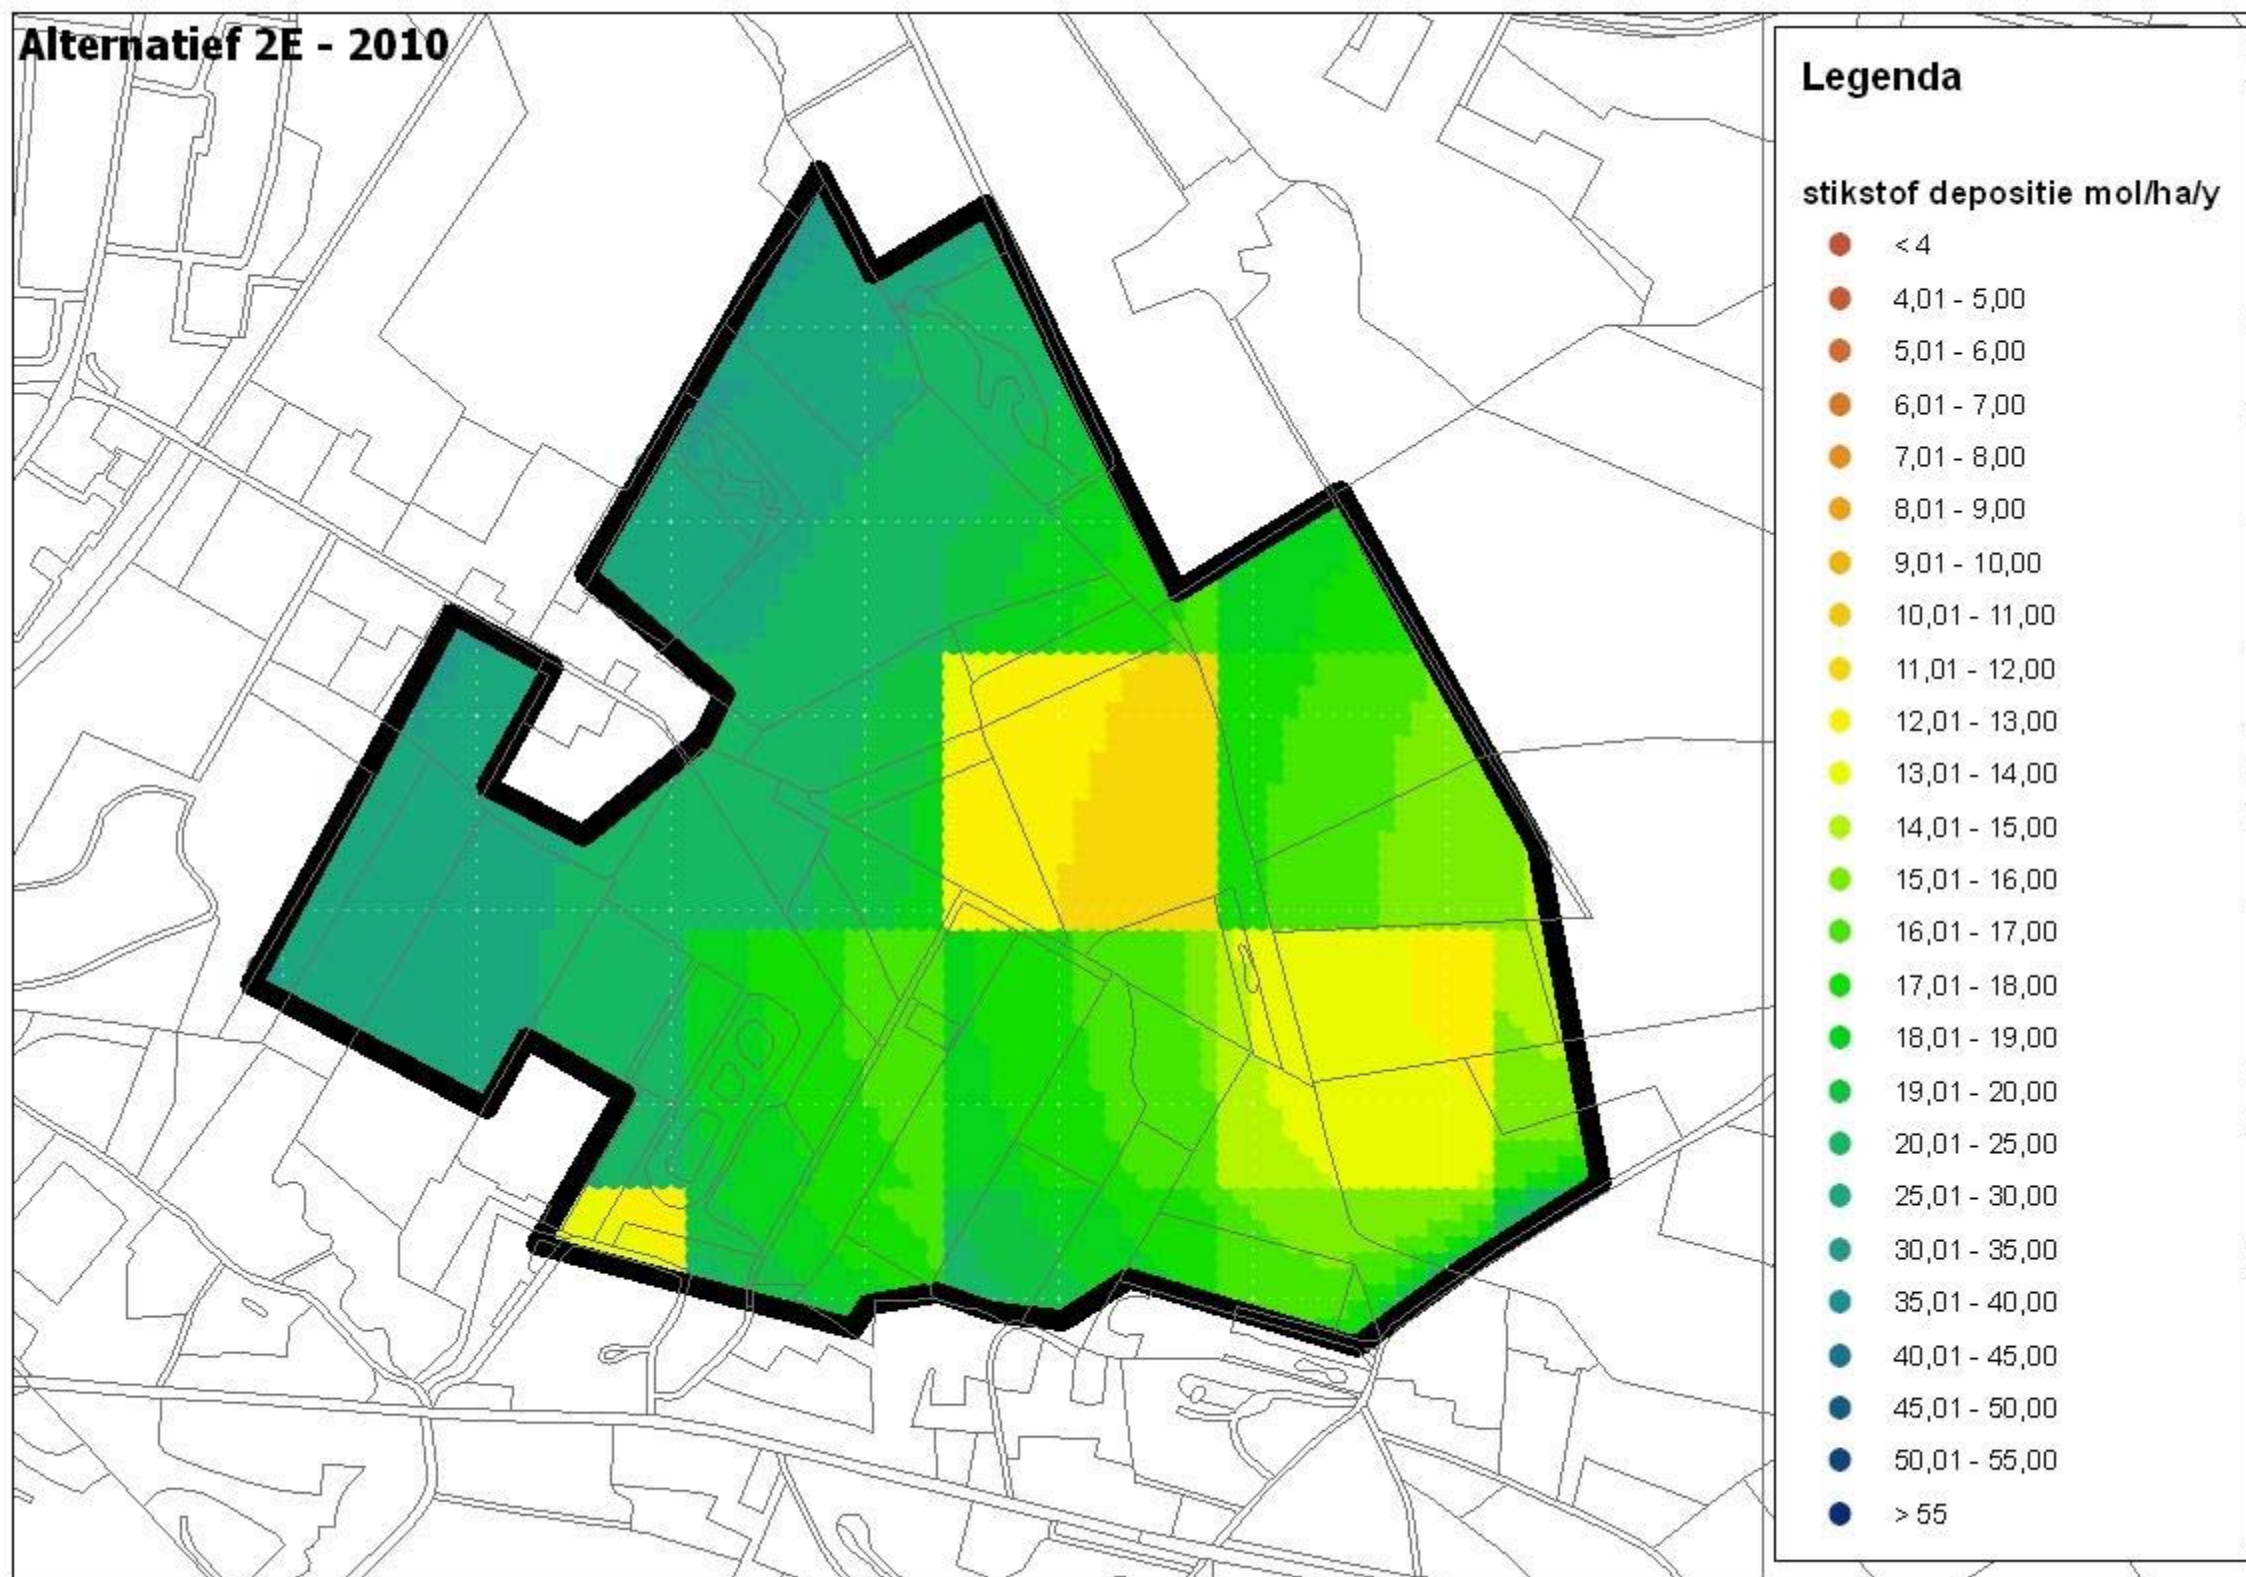 Alternatief 2E - 2010
Legenda
stikstof depositie mol/ha/y
< 4
4,01 - 5,00
5,01 - 6,00
6,01 - 7,00
7,01 - 8,00
8,01 - 9,00
9,01 - 10,00
10,01 - 11,00
11,01 - 12,00
12,01 - 13,00
13,01 - 14,00
14,01 - 15,00
15,01 - 16,00
16,01 - 17,00
17,01 - 18,00
18,01 - 19,00
19,01 - 20,00
20,01 - 25,00
25,01 - 30,00
30,01 - 35,00
35,01 - 40,00
40,01 - 45,00
45,01 - 50,00
50,01 - 55,00
> 55